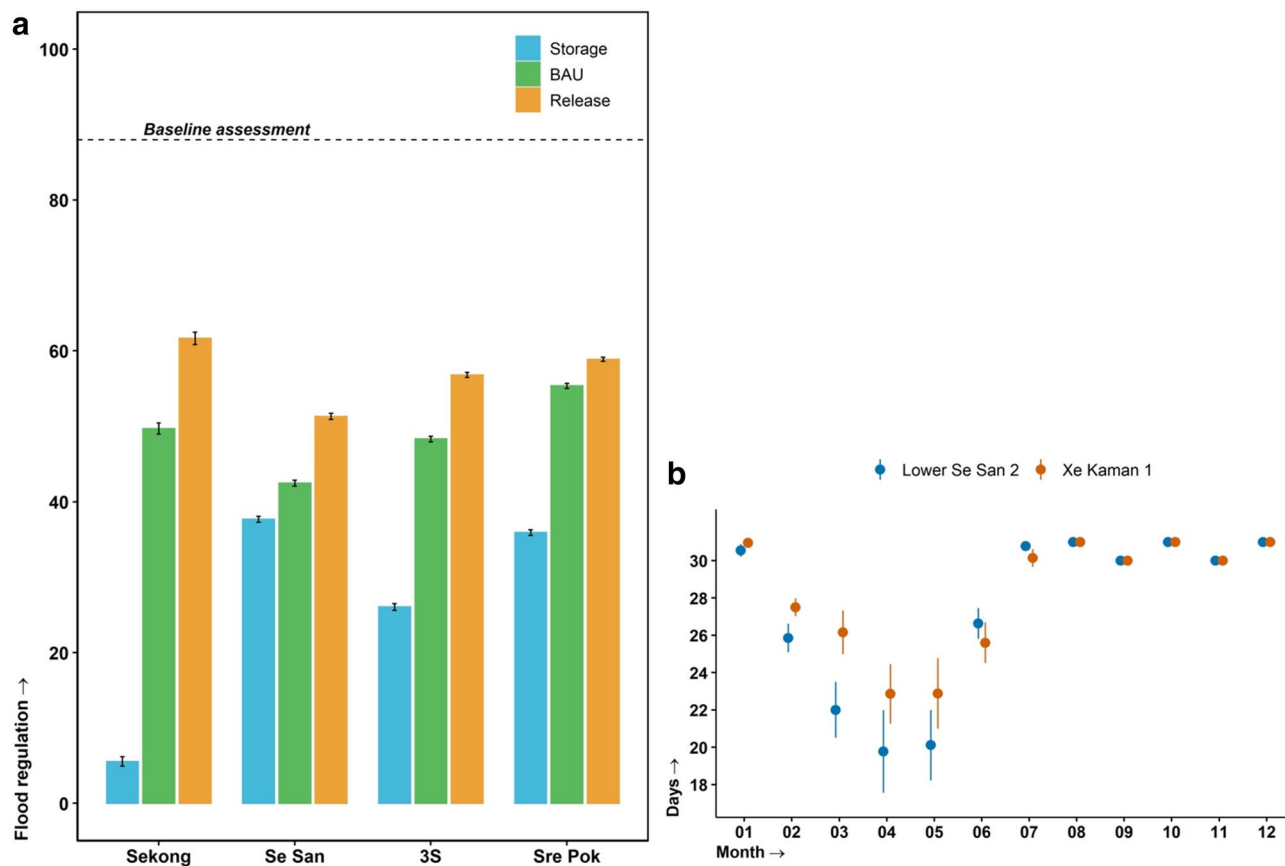 a
100
80
60
40
20
0
Flood regulation →
Storage
BAU
Release
Baseline assessment
Sekong
Se San
3S
Sre Pok
b
Lower Se San 2
Xe Kaman 1
30
28
26
24
22
20
18
Days →
01 02 03 04 05 06 07 08 09 10 11 12
Month →